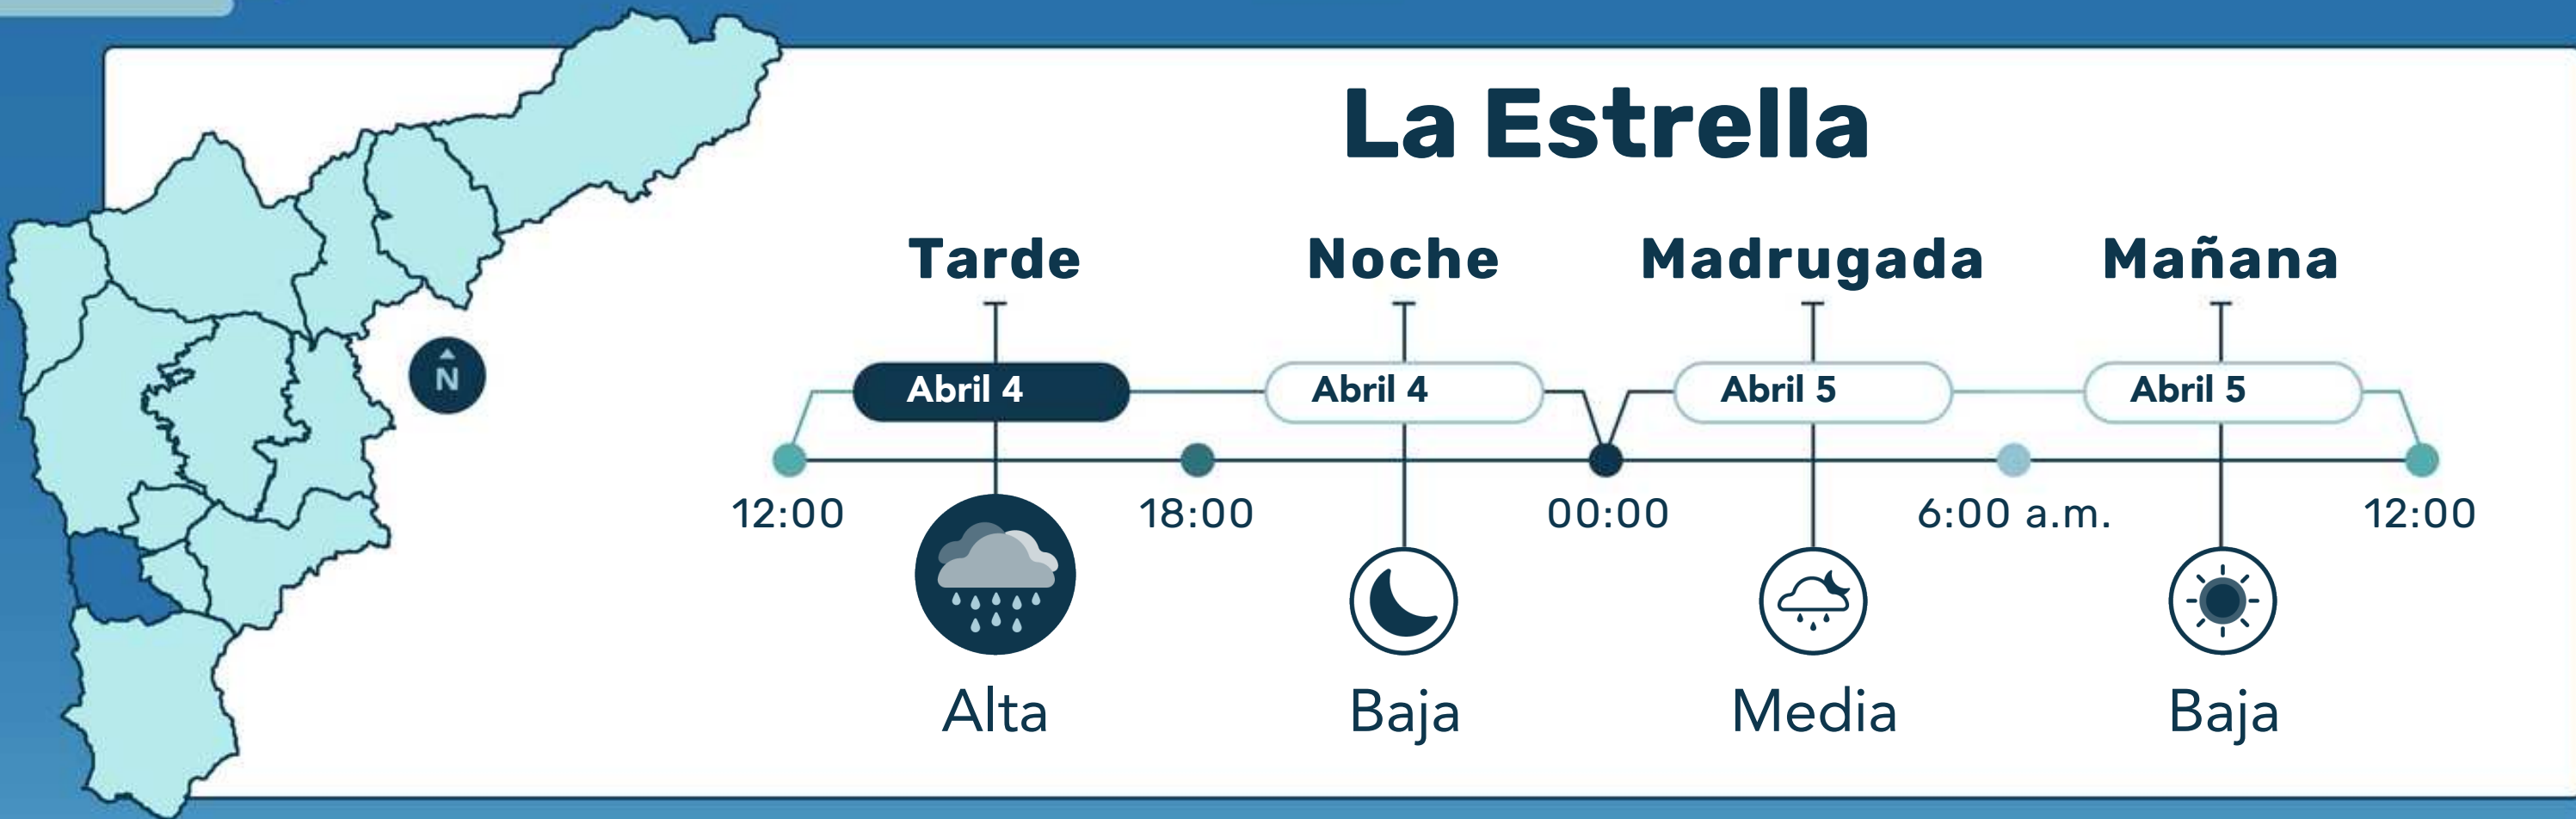 La Estrella
Tarde Noche Madrugada Mañana
N
Abril 4 Abril 4 Abril 5 Abril 5
12:00 18:00 00:00 6:00 a.m. 12:00
Alta Baja Media Baja